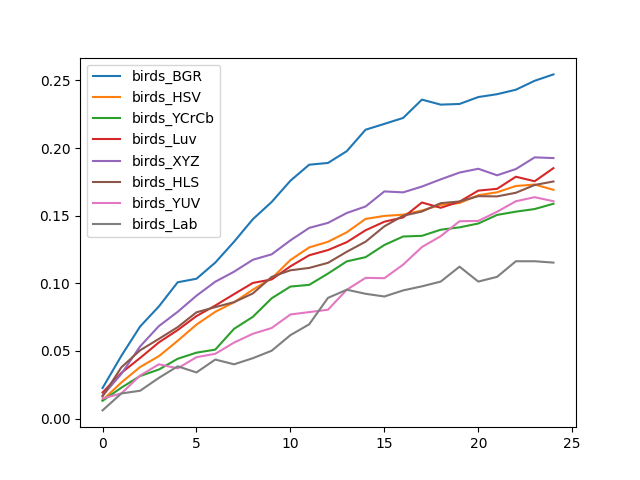 birds_BGR
birds_HSV
birds_YCrCb
birds_Luv
birds_XYZ
birds_HLS
birds_YUV
birds_Lab
0.25
0.20
0.15
0.10
0.05
0.00
0 5 10 15 20 25